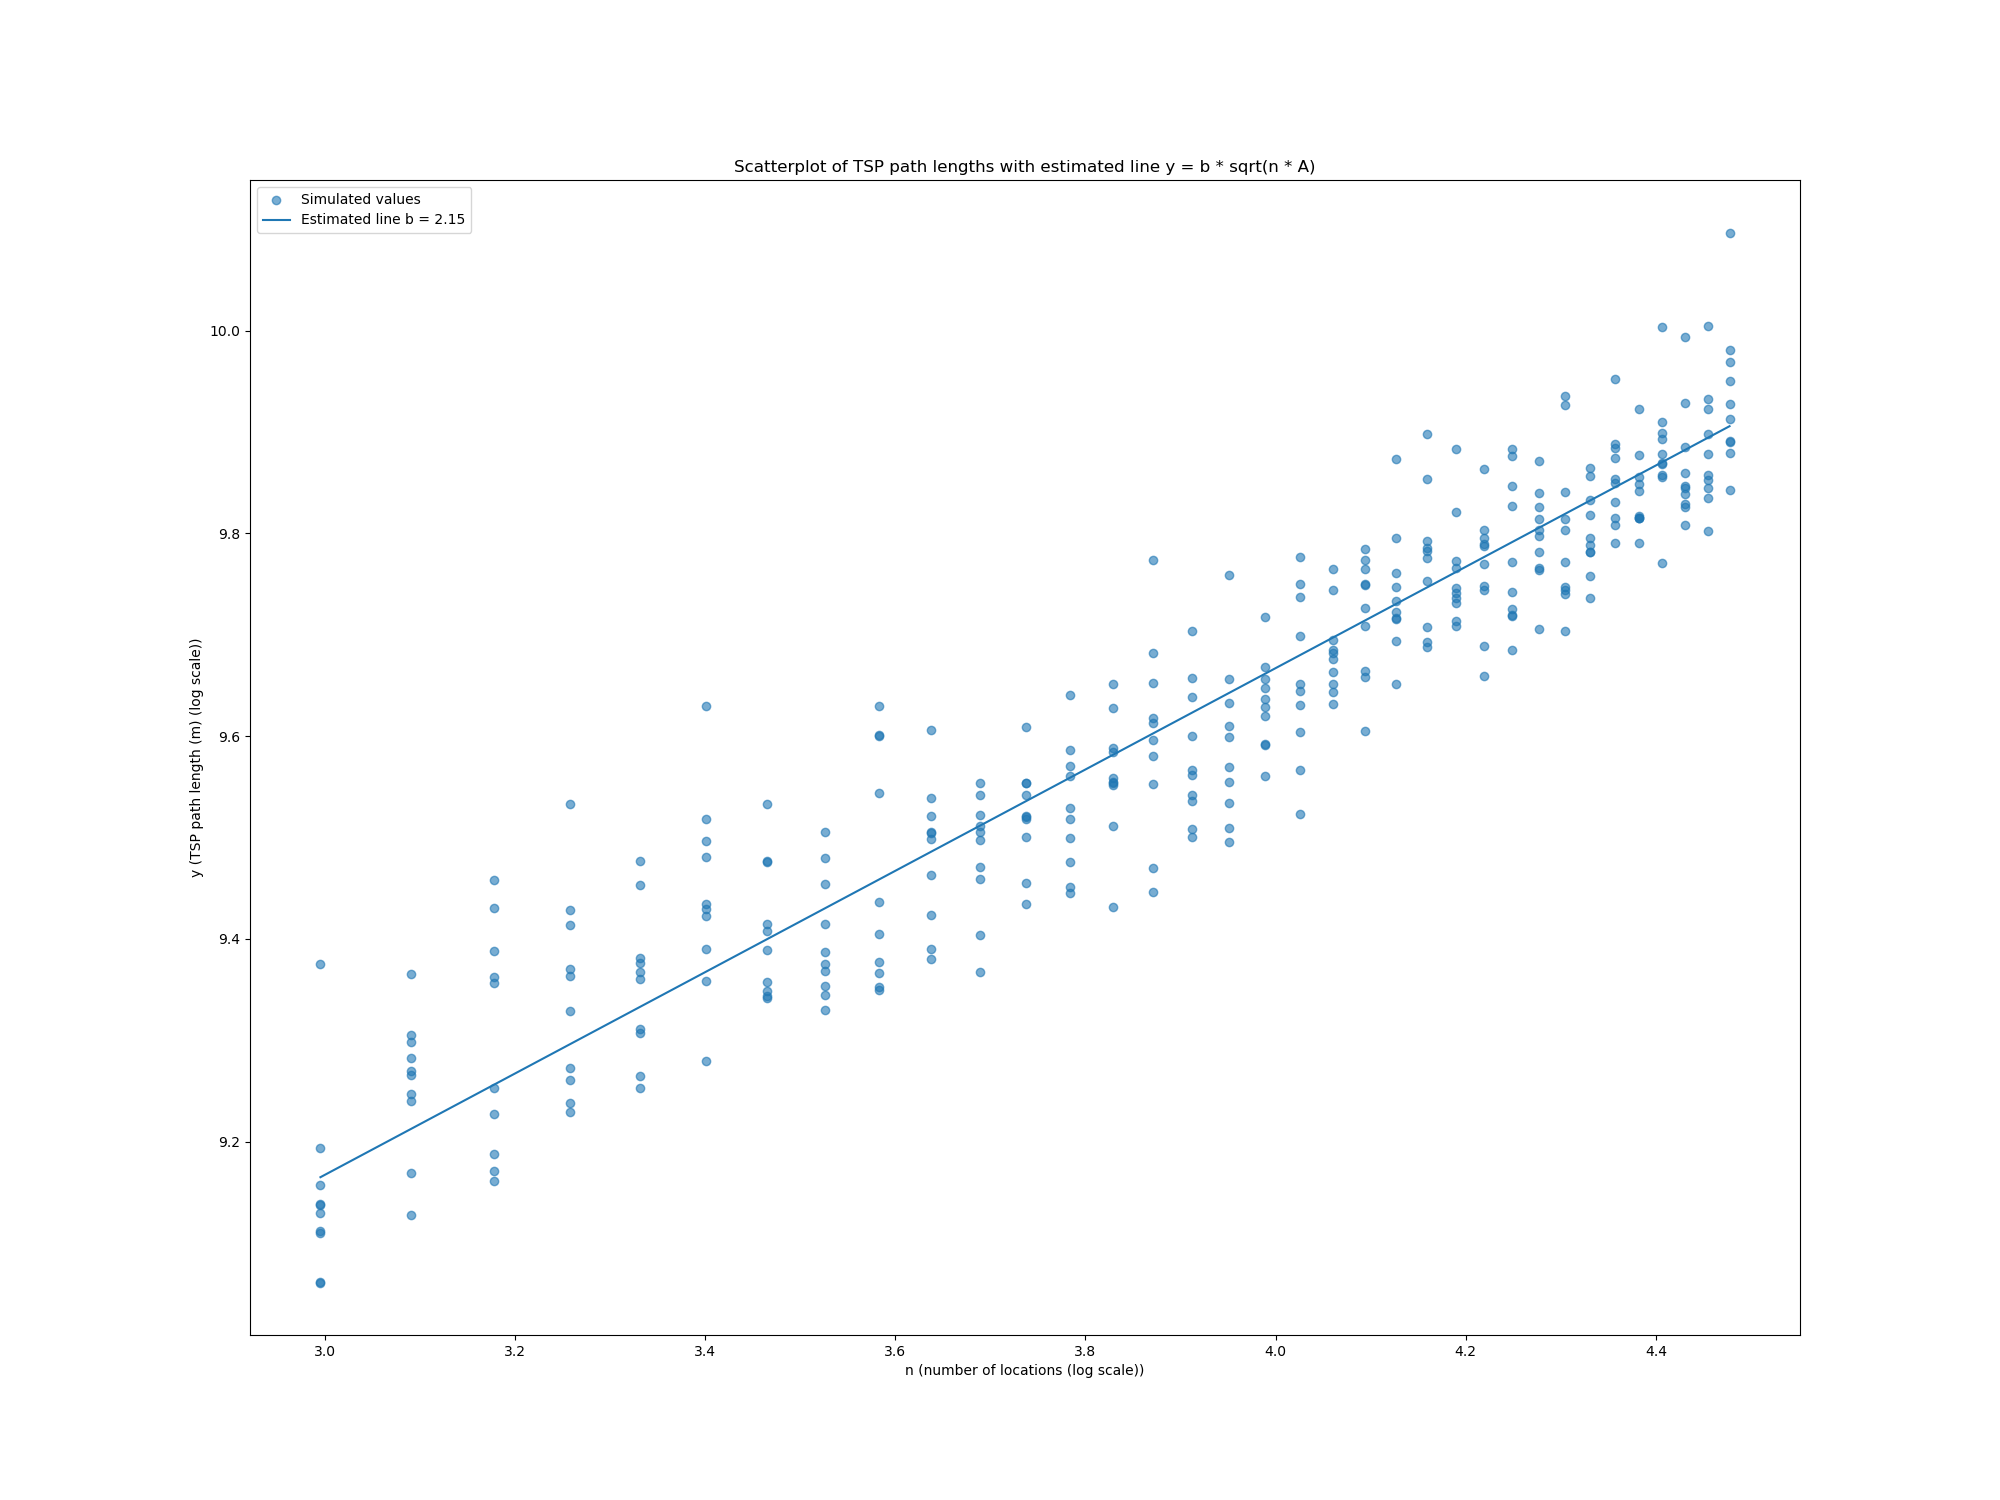 Scatterplot of TSP path lengths with estimated line y = b * sqrt(n * A)
Simulated values
Estimated line b = 2.15
y (TSP path length (m) (log scale))
10.0
9.8
9.6
9.4
9.2
3.0 3.2 3.4 3.6 3.8 4.0 4.2 4.4
n (number of locations (log scale))